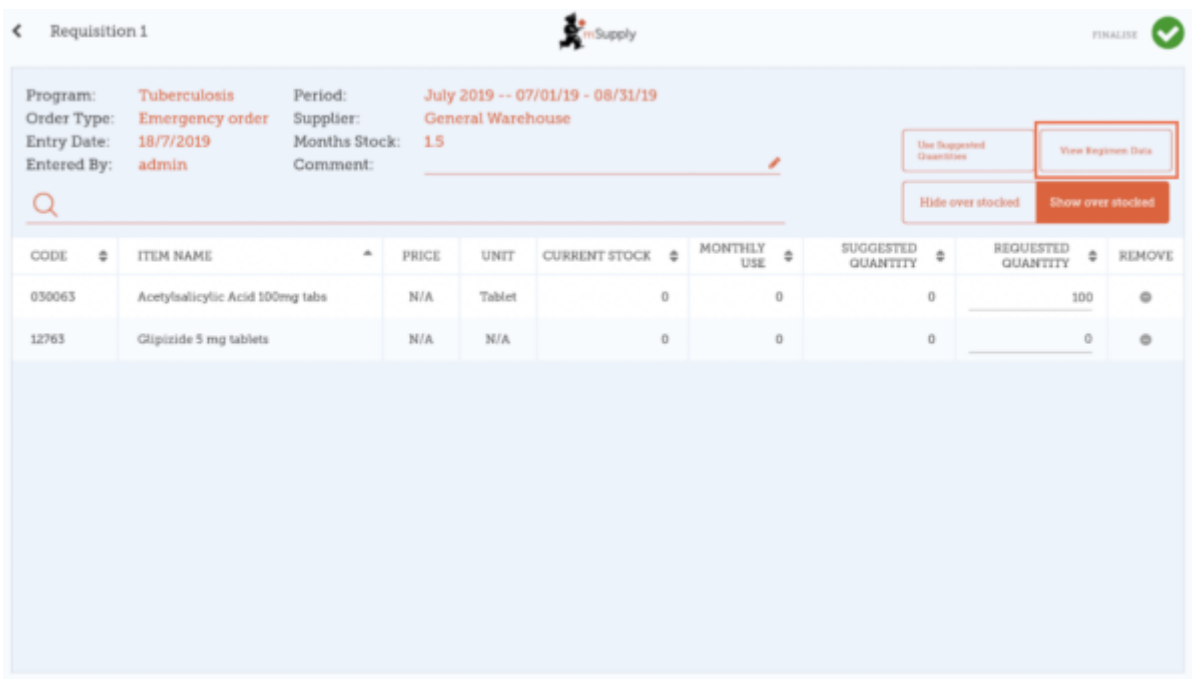 Requisition 1
mSupply
FINALISE
Program: Tuberculosis Period: July 2019 -- 07/01/19 - 08/31/19
Order Type: Emergency order Supplier: General Warehouse
Entry Date: 18/7/2019 Months Stock: 1.5
Entered By: admin Comment:
Use Suggested
Quantities
View Regimen Data
Hide over stocked Show over stocked
CODE ITEM NAME PRICE UNIT CURRENT STOCK MONTHLY USE SUGGESTED QUANTITY REQUESTED QUANTITY REMOVE
030063 Acetylsalicylic Acid 100mg tabs N/A Tablet 0 0 0 100
12763 Glipizide 5 mg tablets N/A N/A 0 0 0 0